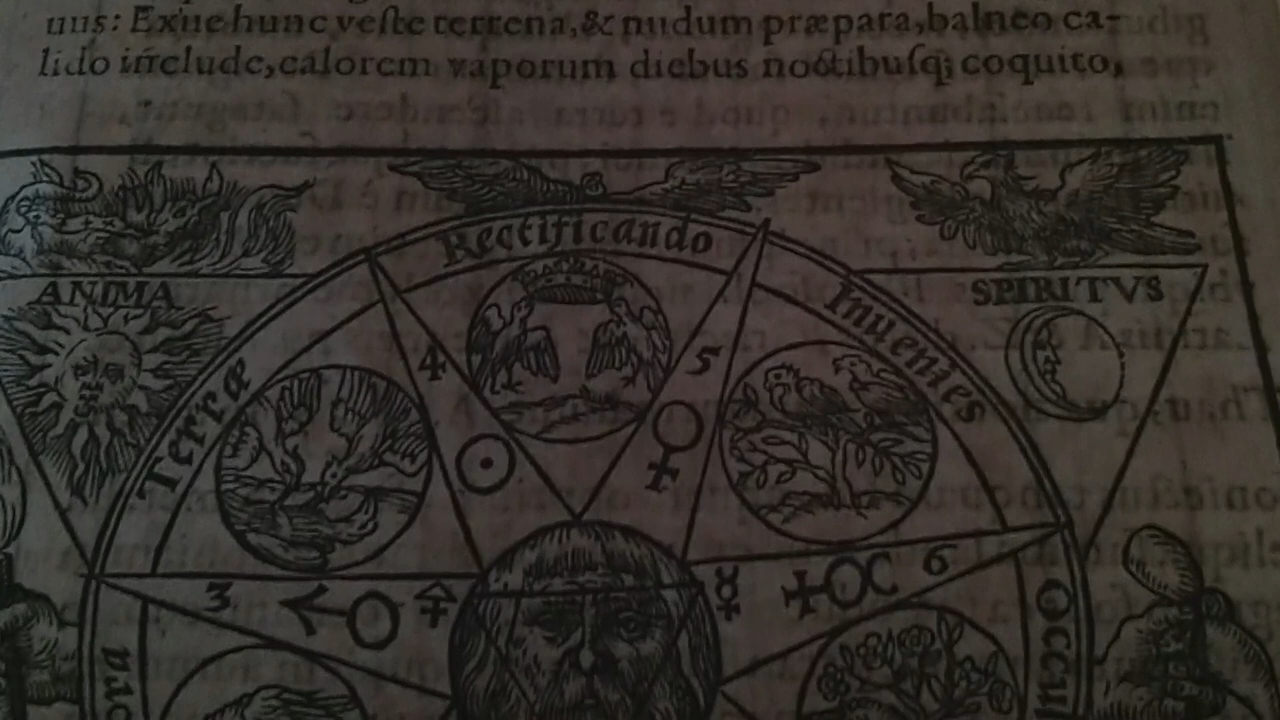 uus: Exue hunc veſte terrena, & nudum præpara, balneo ca-
lido include, calorem vaporum diebus noctibuſq; coquito,
Rectificando
ANIMA
SPIRITVS
Inuenies
Terræ
4
5
3
6
Occu